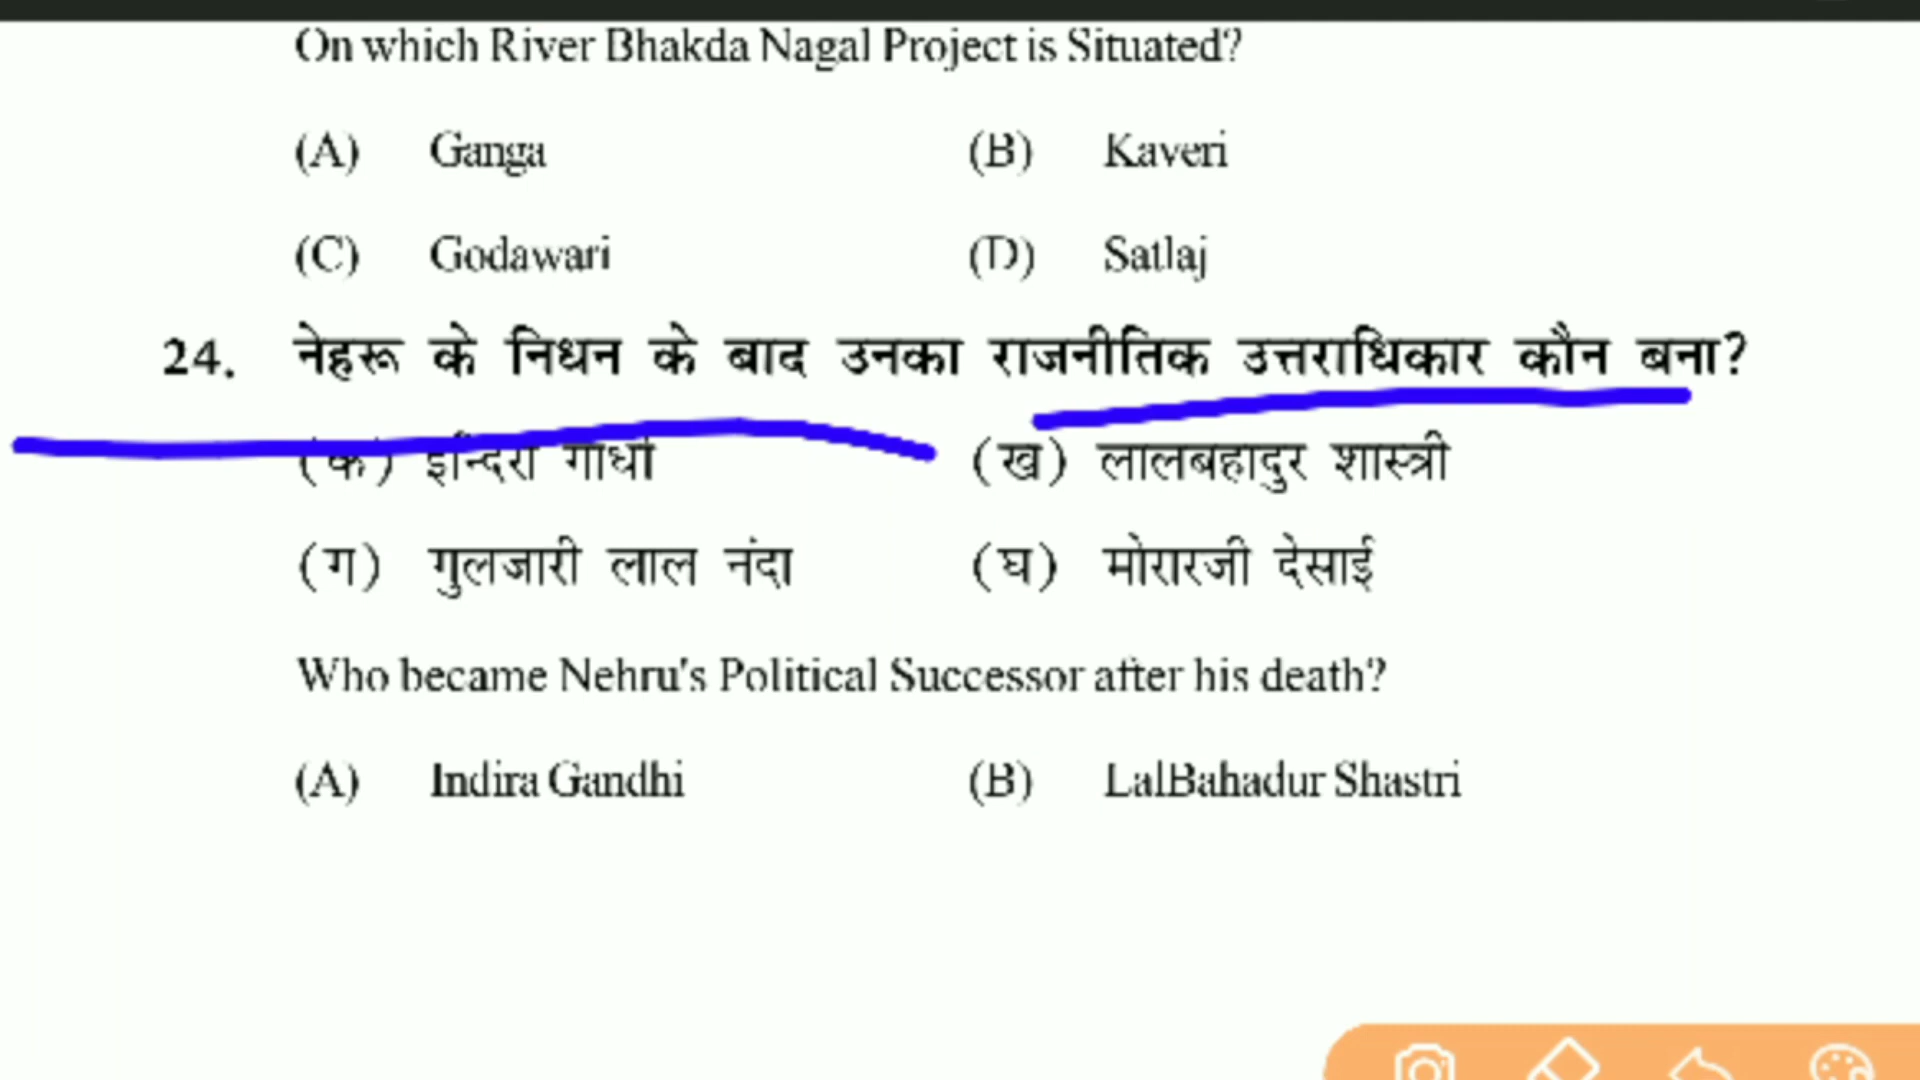 On which River Bhakda Nagal Project is Situated?
(A) Ganga (B) Kaveri
(C) Godawari (D) Satlaj
24. नेहरू के निधन के बाद उनका राजनीतिक उत्तराधिकार कौन बना?
(क) इन्दिरा गांधी (ख) लालबहादुर शास्त्री
(ग) गुलजारी लाल नंदा (घ) मोरारजी देसाई
Who became Nehru's Political Successor after his death?
(A) Indira Gandhi (B) LalBahadur Shastri